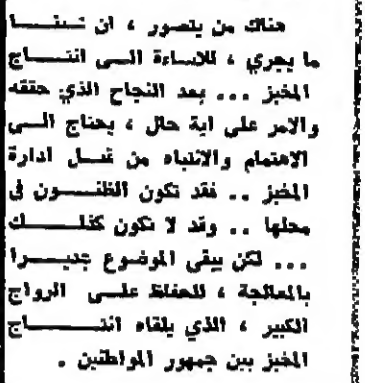 هناك من يتصور ، ان شيئا
ما يجري ، للاساءة الى انتاج
المخبز ... بعد النجاح الذي حققه
والامر على اية حال ، يحتاج الى
الاهتمام والانتباه من قبل ادارة
المخبز .. فقد تكون الظنون في
محلها .. وقد لا تكون كذلك
... لكن يبقى الموضوع جديرا
بالمعالجة ، للحفاظ على الرواج
الكبير ، الذي يلقاه انتاج
المخبز بين جمهور المواطنين .